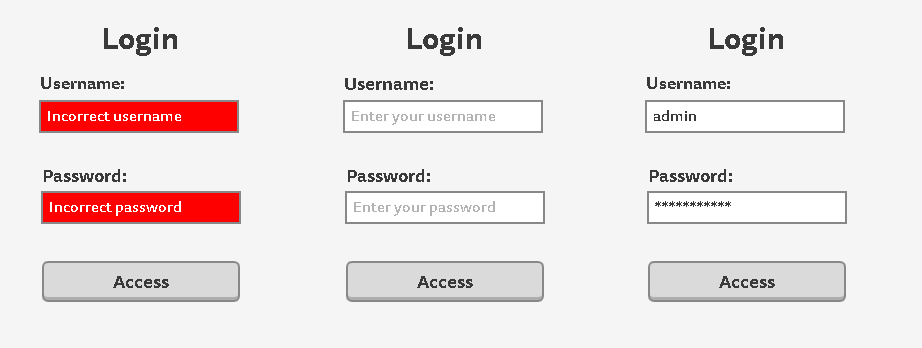 Login
Username:
Incorrect username
Password:
Incorrect password
Access
Login
Username:
Enter your username
Password:
Enter your password
Access
Login
Username:
admin
Password:
***********
Access